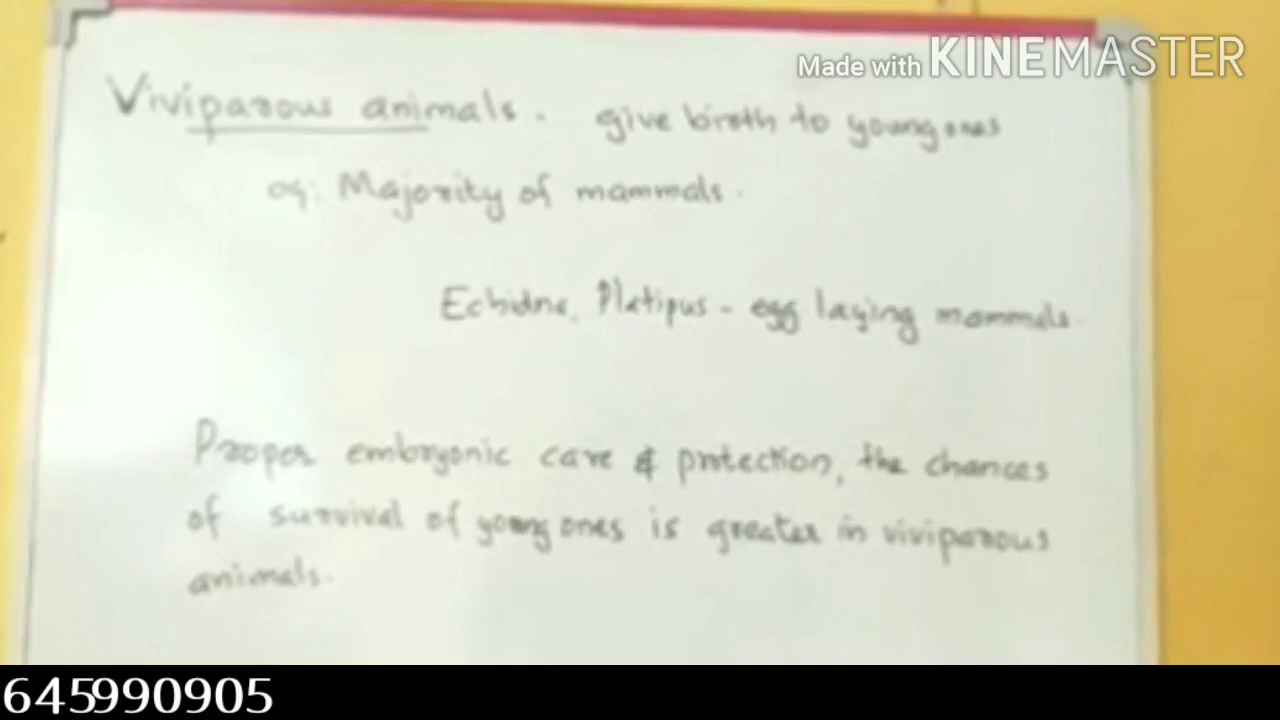 Made with KINEMASTER
Viviparous animals. give birth to young ones
eg: Majority of mammals.
Echidna, Platipus - egg laying mammals.
Proper embryonic care & protection, the chances
of survival of young ones is greater in viviparous
animals.
645990905